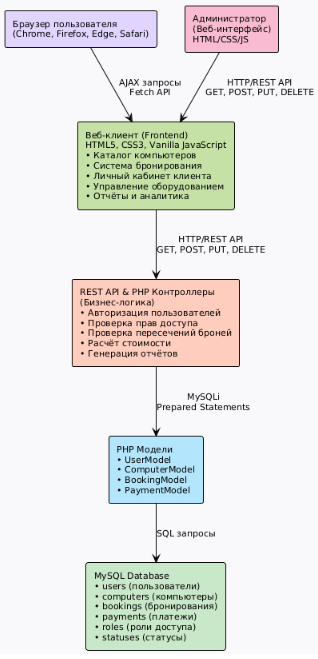 Браузер пользователя
(Chrome, Firefox, Edge, Safari)
Администратор
(Веб-интерфейс)
HTML/CSS/JS
AJAX запросы
Fetch API
HTTP/REST API
GET, POST, PUT, DELETE
Веб-клиент (Frontend)
HTML5, CSS3, Vanilla JavaScript
• Каталог компьютеров
• Система бронирования
• Личный кабинет клиента
• Управление оборудованием
• Отчёты и аналитика
HTTP/REST API
GET, POST, PUT, DELETE
REST API & PHP Контроллеры
(Бизнес-логика)
• Авторизация пользователей
• Проверка прав доступа
• Проверка пересечений броней
• Расчёт стоимости
• Генерация отчётов
MySQLi
Prepared Statements
PHP Модели
• UserModel
• ComputerModel
• BookingModel
• PaymentModel
SQL запросы
MySQL Database
• users (пользователи)
• computers (компьютеры)
• bookings (бронирования)
• payments (платежи)
• roles (роли доступа)
• statuses (статусы)